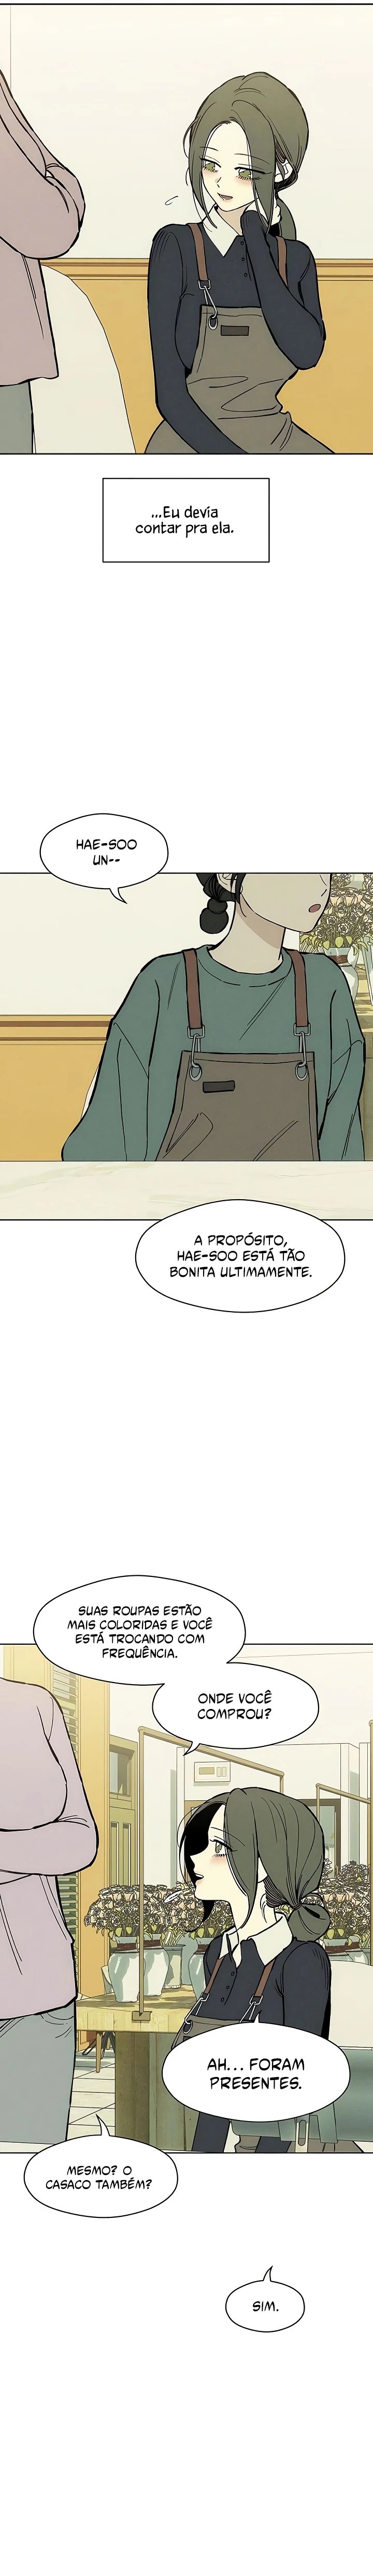 ...Eu devia
contar pra ela.
HAE-SOO
UN--
A PROPÓSITO,
HAE-SOO ESTÁ TÃO
BONITA ULTIMAMENTE.
SUAS ROUPAS ESTÃO
MAIS COLORIDAS E VOCÊ
ESTÁ TROCANDO COM
FREQUÊNCIA.
ONDE VOCÊ
COMPROU?
AH... FORAM
PRESENTES.
MESMO? O
CASACO TAMBÉM?
SIM.